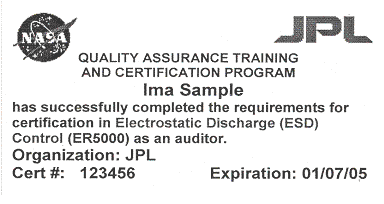 NASA
JPL
QUALITY ASSURANCE TRAINING
AND CERTIFICATION PROGRAM
Ima Sample
has successfully completed the requirements for
certification in Electrostatic Discharge (ESD)
Control (ER5000) as an auditor.
Organization: JPL
Cert #: 123456 Expiration: 01/07/05